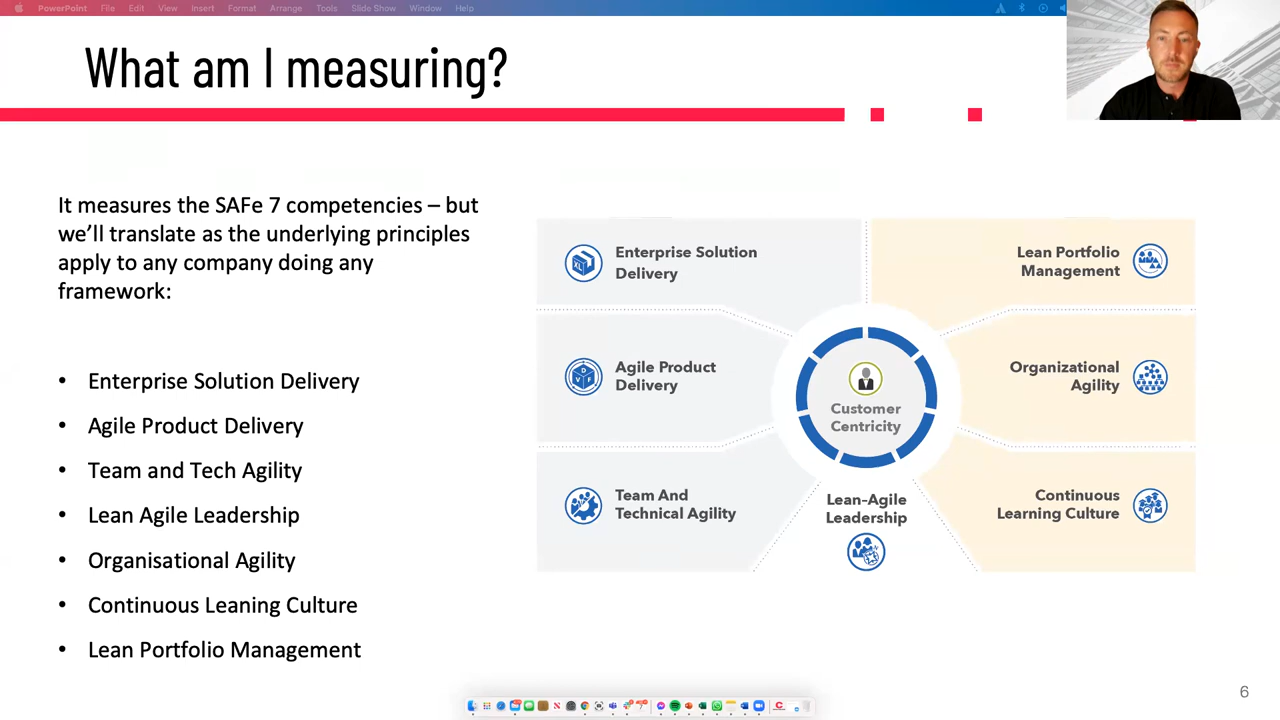 PowerPoint File Edit View Insert Format Arrange Tools Slide Show Window Help
What am I measuring?
It measures the SAFe 7 competencies – but
we'll translate as the underlying principles
apply to any company doing any
framework:
• Enterprise Solution Delivery
• Agile Product Delivery
• Team and Tech Agility
• Lean Agile Leadership
• Organisational Agility
• Continuous Leaning Culture
• Lean Portfolio Management
Enterprise Solution
Delivery
Lean Portfolio
Management
Agile Product
Delivery
Organizational
Agility
Customer
Centricity
Team And
Technical Agility
Lean-Agile
Leadership
Continuous
Learning Culture
XL
D
V F
6